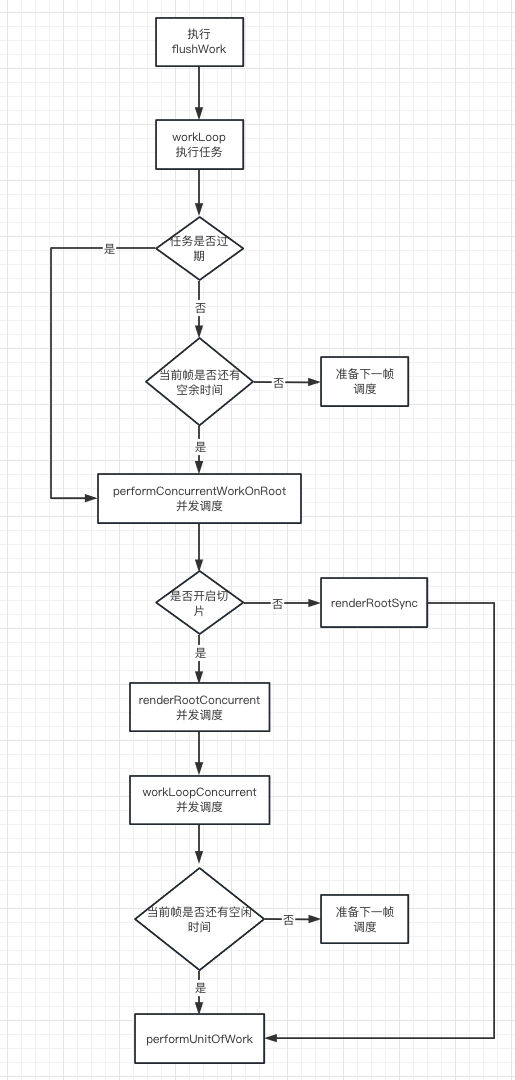 执行
flushWork
workLoop
执行任务
任务是否过
期
是
否
当前帧是否还有
空余时间
否
准备下一帧
调度
是
performConcurrentWorkOnRoot
并发调度
是否开启切
片
否
renderRootSync
是
renderRootConcurrent
并发调度
workLoopConcurrent
并发调度
当前帧是否还有空闲
时间
否
准备下一帧
调度
是
performUnitOfWork